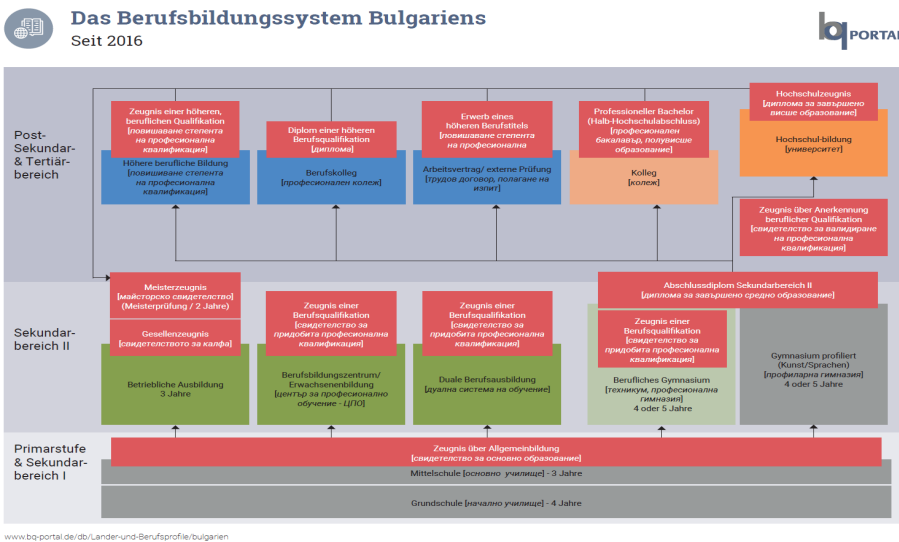 Das Berufsbildungssystem Bulgariens
Seit 2016
bq PORTAL
Post-
Sekundar-
& Tertiär-
bereich
Zeugnis einer höheren,
beruflichen Qualifikation
[повишаване степента
на професионална
квалификация]
Höhere berufliche Bildung
[повишиване степента
на професионална
квалификация]
Diplom einer höheren
Berufsqualifikation
[диплома]
Berufskolleg
[професионален колеж]
Erwerb eines
höheren Berufstitels
[повишаване степента
на професионална
Arbeitsvertrag/ externe Prüfung
[трудов договор, полагане на
изпит]
Professioneller Bachelor
(Halb-Hochschulabschluss)
[професионален
бакалавър, полувисше
образование]
Kolleg
[колеж]
Hochschulzeugnis
[диплома за завършено
висше образование]
Hochschul-bildung
[университет]
Zeugnis über Anerkennung
beruflicher Qualifikation
[свидетелство за валидиране
на професионална
квалификация]
Sekundar-
bereich II
Meisterzeugnis
[майсторско свидетелство]
(Meisterprüfung / 2 Jahre)
Gesellenzeugnis
[свидетелството за калфа]
Betriebliche Ausbildung
3 Jahre
Zeugnis einer
Berufsqualifikation
[свидетелство за
придобита професионална
квалификация]
Berufsbildungszentrum/
Erwachsenenbildung
[център за професионално
обучение - ЦПО]
Zeugnis einer
Berufsqualifikation
[свидетелство за
придобита професионална
квалификация]
Duale Berufsausbildung
[дуална система на обучение]
Abschlussdiplom Sekundarbereich II
[диплома за завършено средно образование]
Zeugnis einer
Berufsqualifikation
[свидетелство за
придобита професионална
квалификация]
Berufliches Gymnasium
[техникум, професионална
гимназия]
4 oder 5 Jahre
Gymnasium profiliert
(Kunst/Sprachen)
[профиларна гимназия]
4 oder 5 Jahre
Primarstufe
& Sekundar-
bereich I
Zeugnis über Allgemeinbildung
[свидетелство за основно образование]
Mittelschule [основно училище] - 3 Jahre
Grundschule [начално училище] - 4 Jahre
www.bq-portal.de/db/Lander-und-Berufsprofile/bulgarien